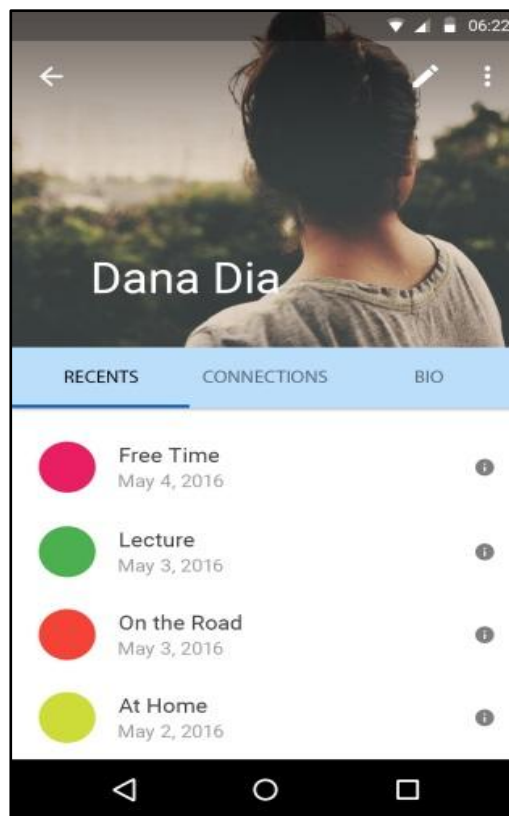 06:22
Dana Dia
RECENTS CONNECTIONS BIO
Free Time
May 4, 2016
Lecture
May 3, 2016
On the Road
May 3, 2016
At Home
May 2, 2016